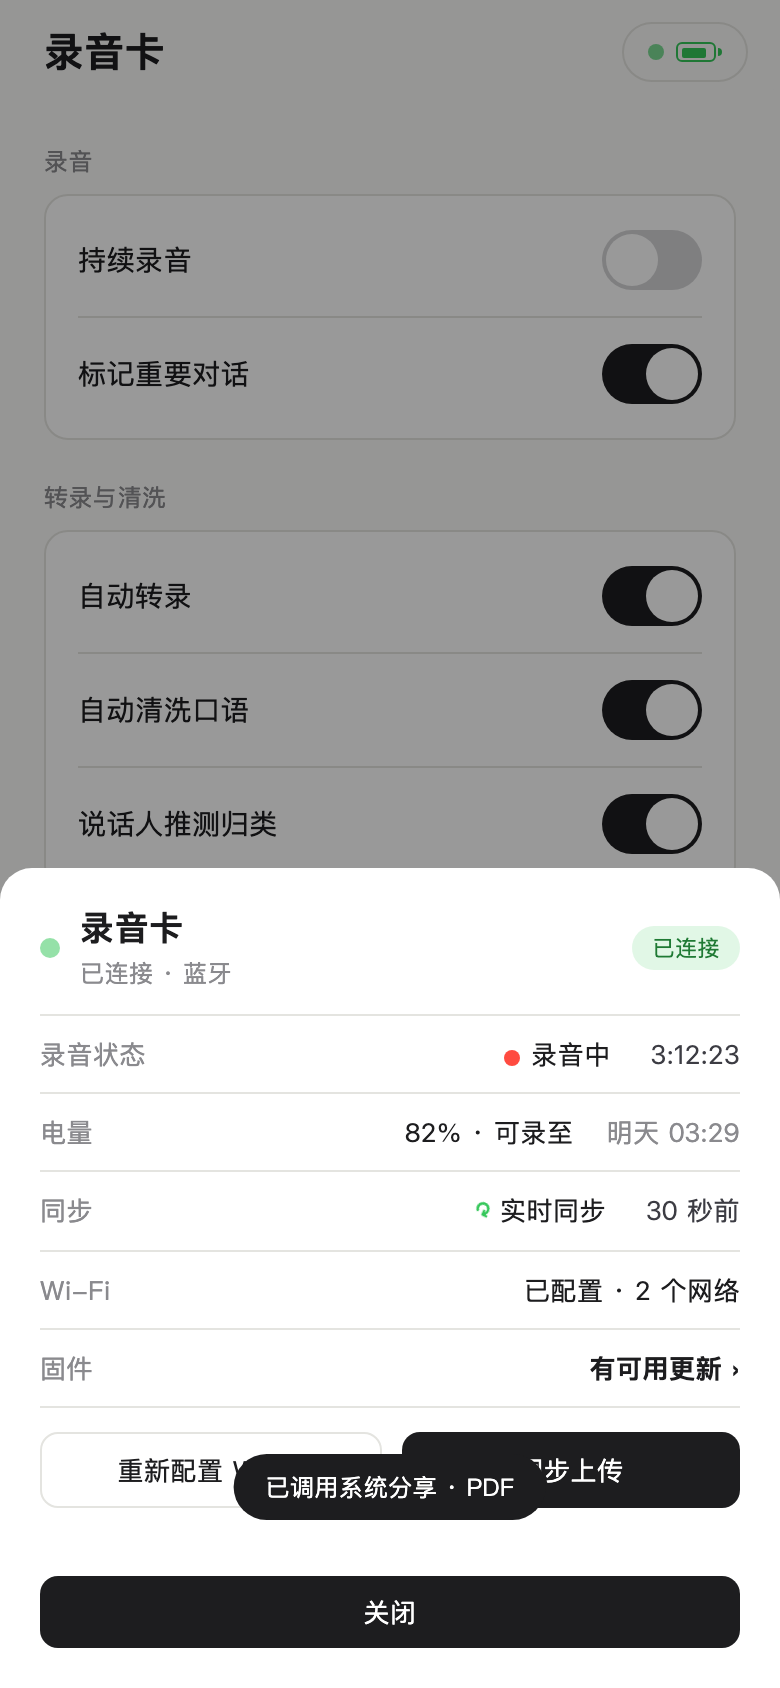 录音卡
录音
持续录音
标记重要对话
转录与清洗
自动转录
自动清洗口语
说话人推测归类
录音卡
已连接 · 蓝牙
已连接
录音状态 录音中 3:12:23
电量 82% · 可录至 明天 03:29
同步 实时同步 30 秒前
Wi-Fi 已配置 · 2 个网络
固件 有可用更新 ›
重新配置 步上传
已调用系统分享 · PDF
关闭